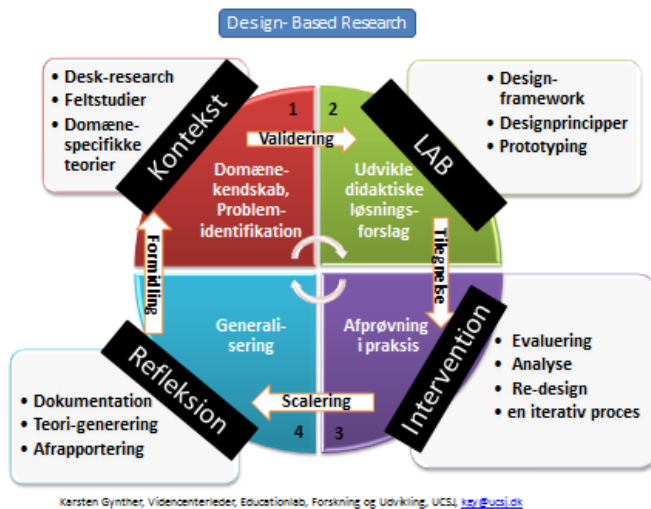 Design- Based Research
• Desk-research
• Feltstudier
• Domæne-
specifikke
teorier
Kontekst
1
Validering
Domæne-
kendskab,
Problem-
identifikation
2
Udvikle
didaktiske
løsnings-
forslag
LAB
• Design-
framework
• Designprincipper
• Prototyping
Tilegnelse
Formidling
Generali-
sering
Refleksion
4
• Dokumentation
• Teori-generering
• Afrapportering
Scalering
Afprøvning
i praksis
3
Intervention
• Evaluering
• Analyse
• Re-design
• en iterativ proces
Karsten Gynther, Videncenterleder, Educationlab, Forskning og Udvikling, UCSJ, kgy@ucsj.dk